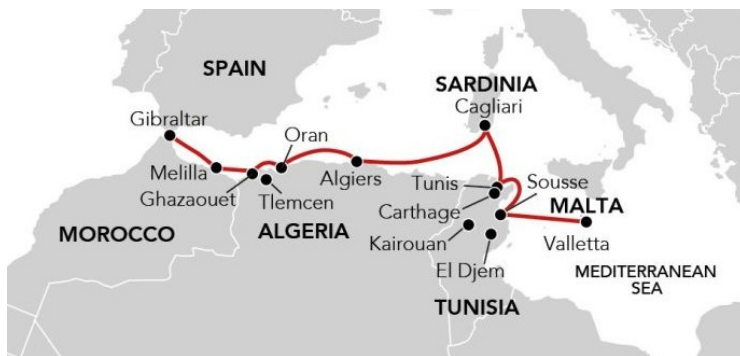 SPAIN
SARDINIA
Cagliari
Gibraltar
Oran
Melilla
Ghazaouet
Tlemcen
Algiers
Tunis
Sousse
Carthage
MALTA
MOROCCO
ALGERIA
Kairouan
Valletta
El Djem
MEDITERRANEAN
SEA
TUNISIA